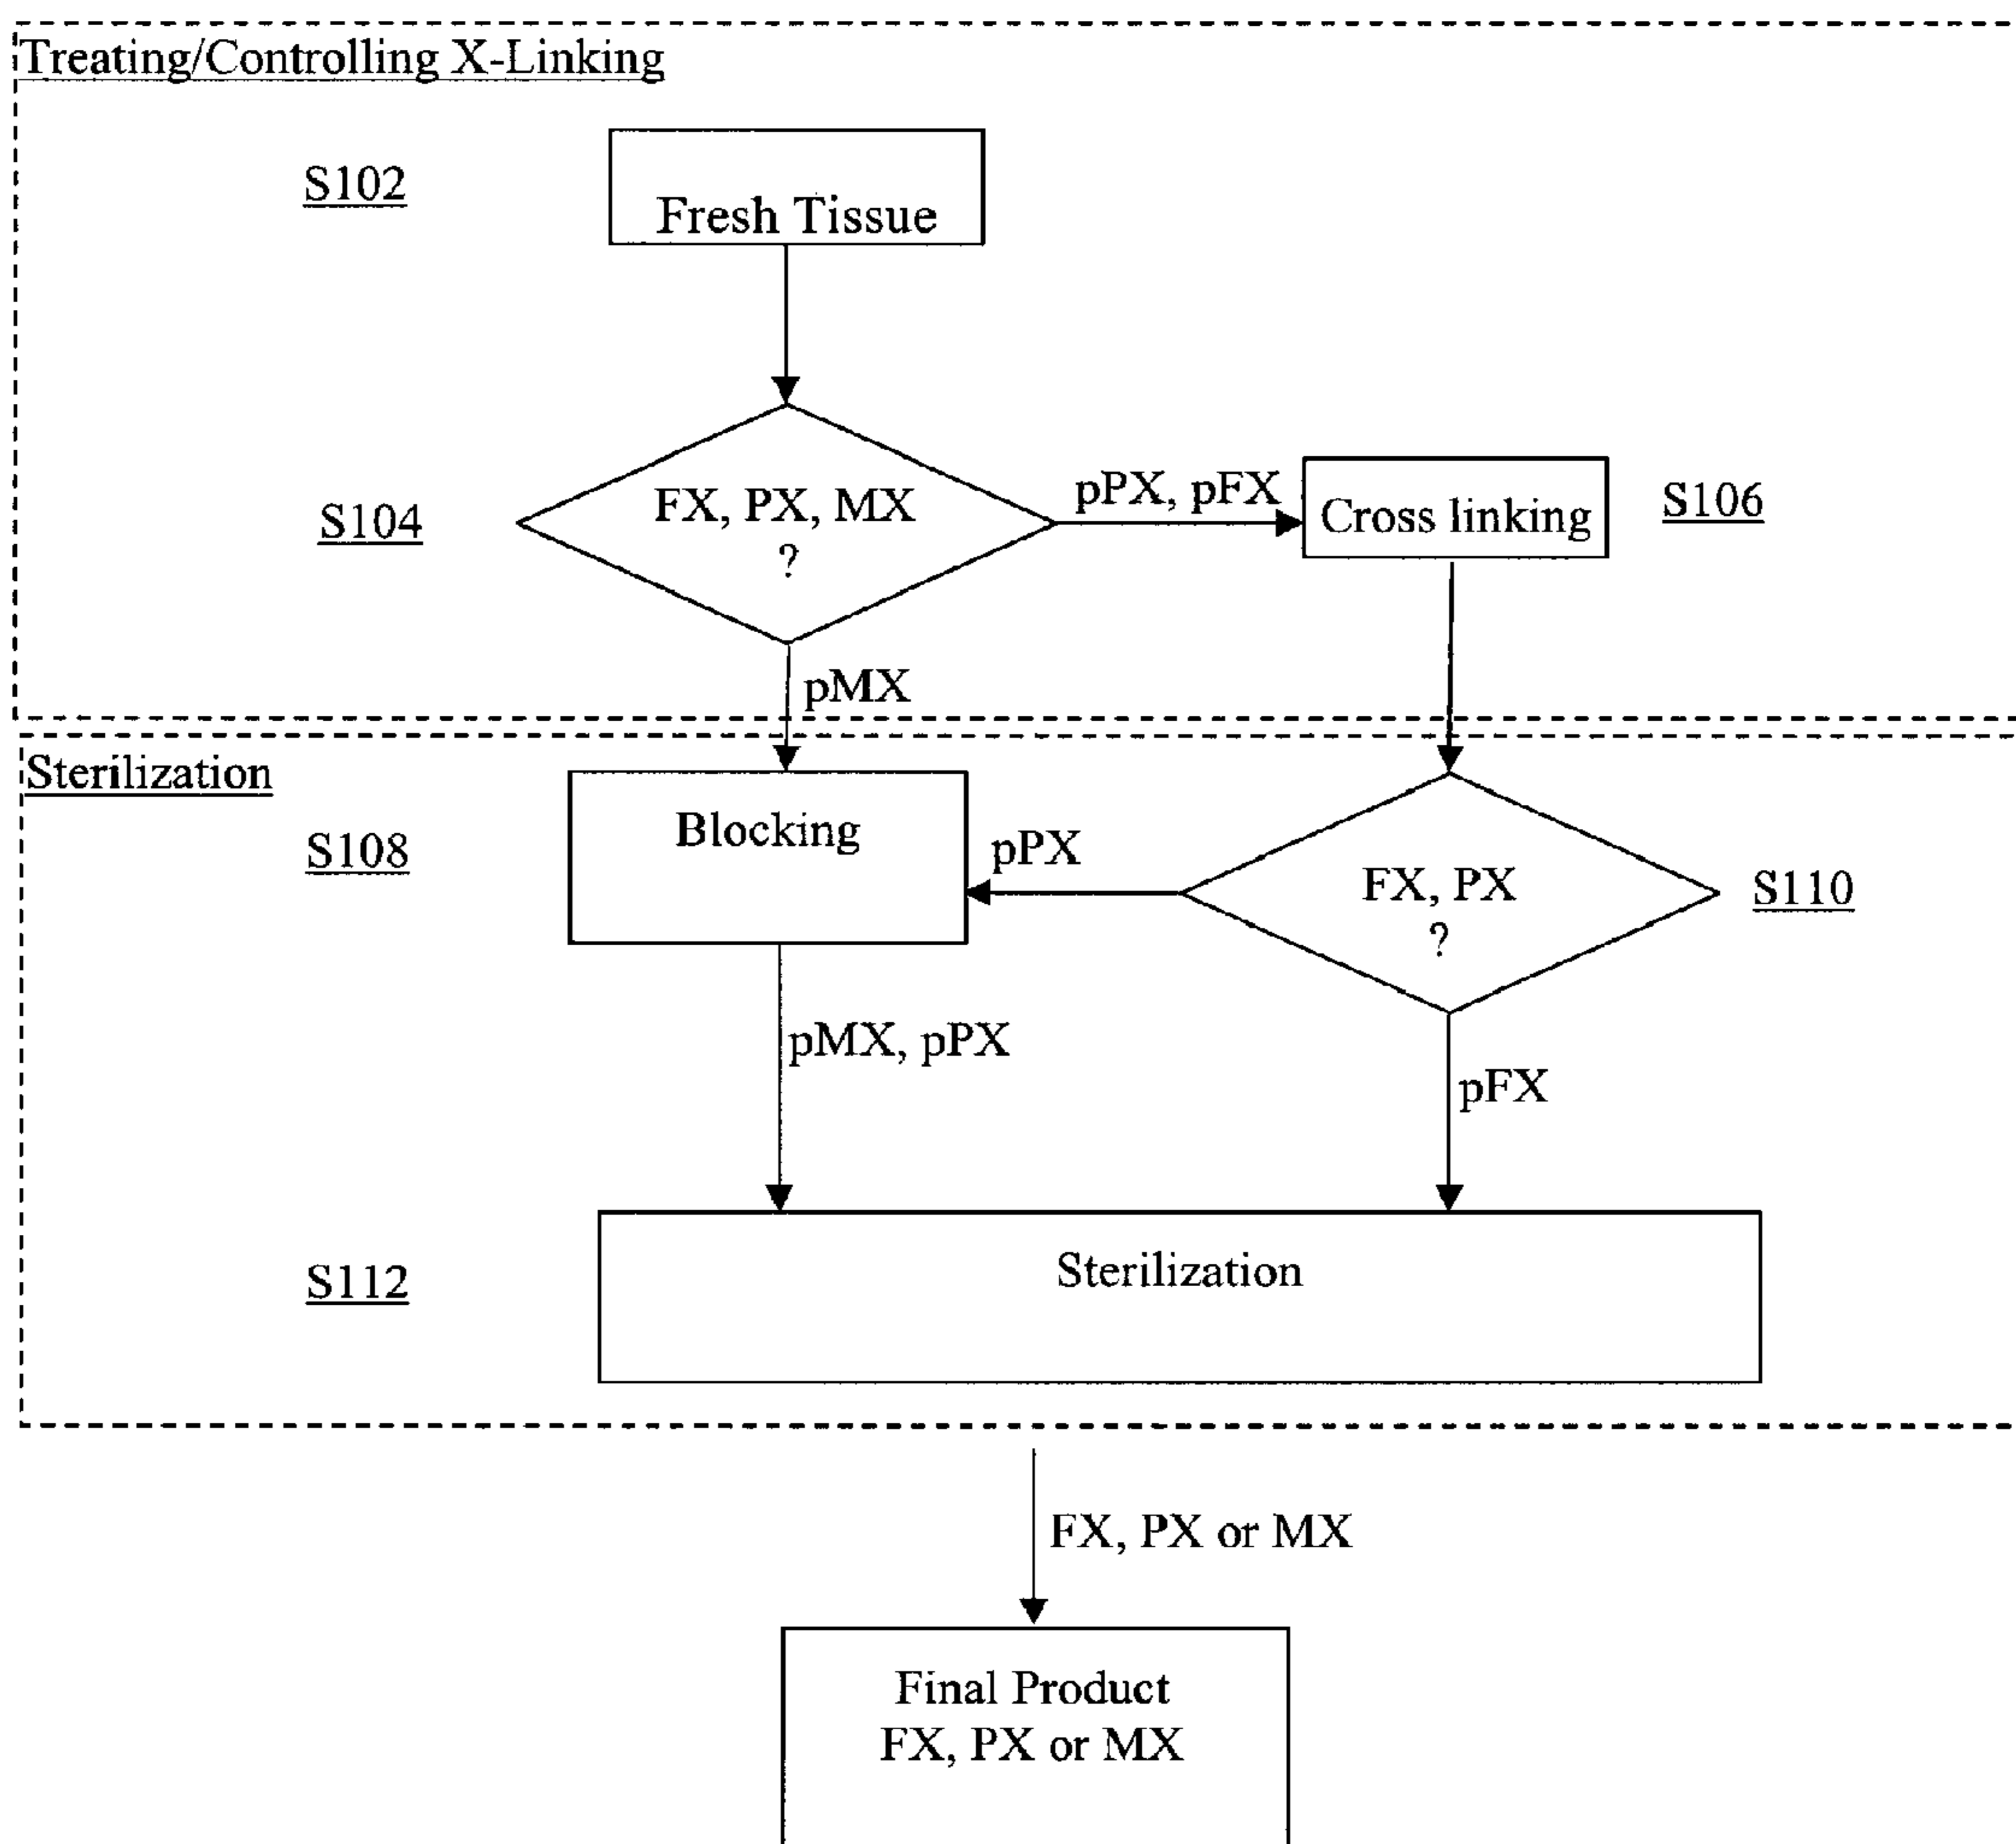 Treating/Controlling X-Linking
S102
Fresh Tissue
S104
FX, PX, MX
?
pPX, pFX
Cross linking
S106
pMX
Sterilization
S108
Blocking
pPX
FX, PX
?
S110
pMX, pPX
pFX
S112
Sterilization
FX, PX or MX
Final Product
FX, PX or MX